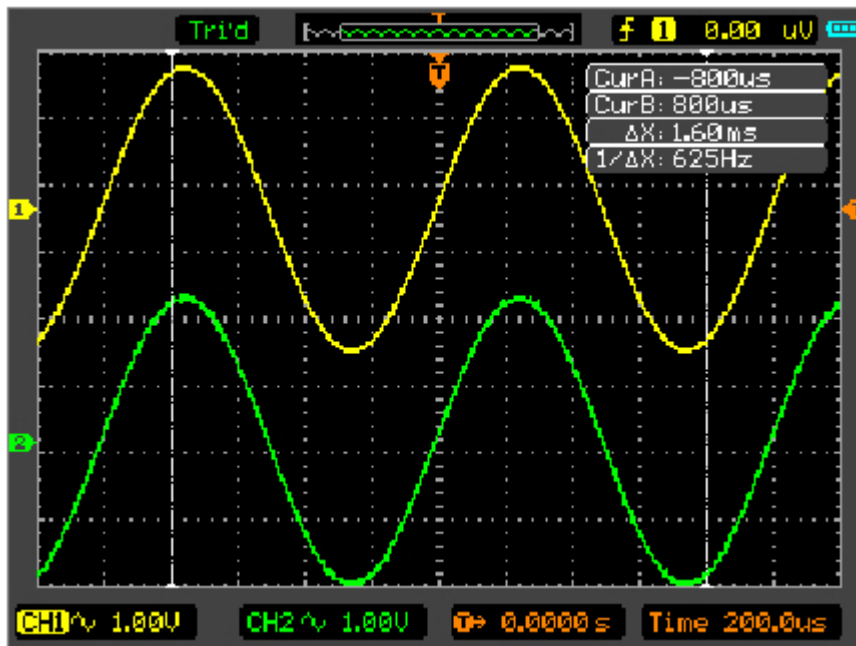 Tri'd
T
1 0.00 uV
T
CurA: -800us
CurB: 800us
ΔX: 1.60ms
1/ΔX: 625Hz
1
2
CH1 1.00V
CH2 1.00V
T 0.0000s
Time 200.0us